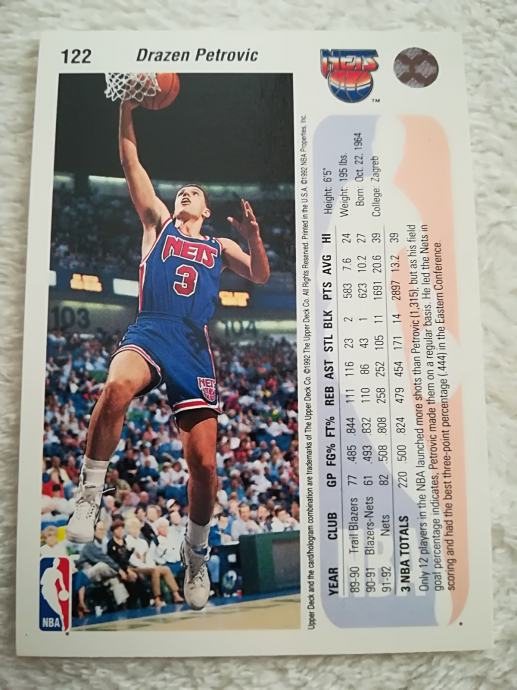 122
Drazen Petrovic
NETS
TM
NETS
3
NETS
103
104
NBA
Upper Deck and the card/hologram combination are trademarks of The Upper Deck Co. ©1992 The Upper Deck Co. All Rights Reserved. Printed in the U.S.A. ©1992 NBA Properties, Inc.
Height: 6'5"
Weight: 195 lbs.
Born: Oct. 22, 1964
College: Zagreb
YEAR CLUB GP FG% FT% REB AST STL BLK PTS AVG HI
89-90 Trail Blazers 77 .485 .844 111 116 23 2 583 7.6 24
90-91 Blazers-Nets 61 .493 .832 110 86 43 1 623 10.2 27
91-92 Nets 82 .508 .808 258 252 105 11 1691 20.6 39
3 NBA TOTALS 220 .500 .824 479 454 171 14 2897 13.2 39
Only 12 players in the NBA launched more shots than Petrovic (1,315), but as his field
goal percentage indicates, Petrovic made them on a regular basis. He led the Nets in
scoring and had the best three-point percentage (.444) in the Eastern Conference.